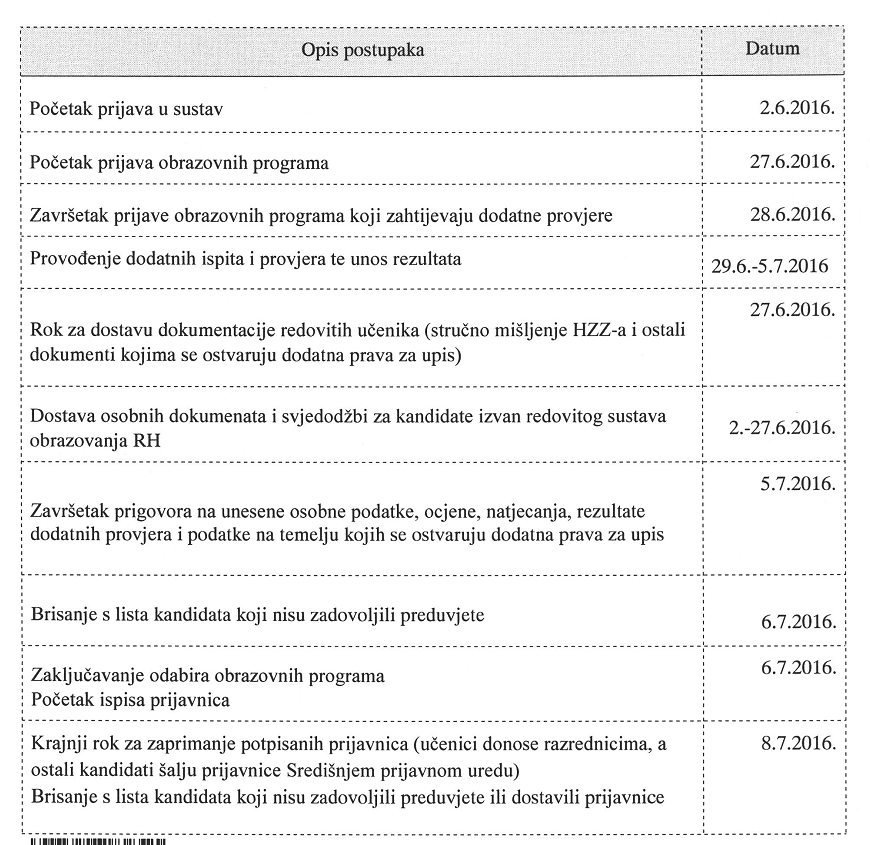 Opis postupaka
Datum
Početak prijava u sustav
2.6.2016.
Početak prijava obrazovnih programa
27.6.2016.
Završetak prijave obrazovnih programa koji zahtijevaju dodatne provjere
28.6.2016.
Provođenje dodatnih ispita i provjera te unos rezultata
29.6.-5.7.2016
Rok za dostavu dokumentacije redovitih učenika (stručno mišljenje HZZ-a i ostali
dokumenti kojima se ostvaruju dodatna prava za upis)
27.6.2016.
Dostava osobnih dokumenata i svjedodžbi za kandidate izvan redovitog sustava
obrazovanja RH
2.-27.6.2016.
Završetak prigovora na unesene osobne podatke, ocjene, natjecanja, rezultate
dodatnih provjera i podatke na temelju kojih se ostvaruju dodatna prava za upis
5.7.2016.
Brisanje s lista kandidata koji nisu zadovoljili preduvjete
6.7.2016.
Zaključavanje odabira obrazovnih programa
Početak ispisa prijavnica
6.7.2016.
Krajnji rok za zaprimanje potpisanih prijavnica (učenici donose razrednicima, a
ostali kandidati šalju prijavnice Središnjem prijavnom uredu)
Brisanje s lista kandidata koji nisu zadovoljili preduvjete ili dostavili prijavnice
8.7.2016.